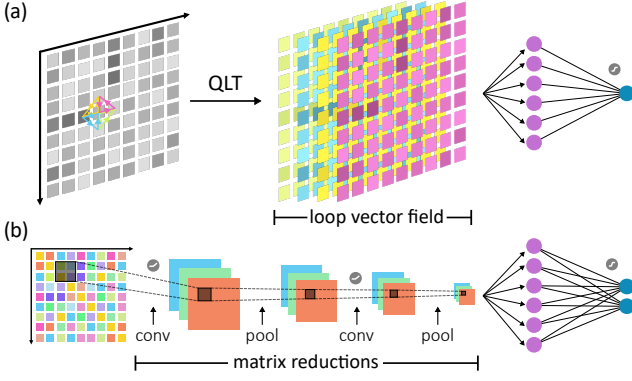 (a)
QLT
loop vector field
(b)
conv
pool
conv
pool
matrix reductions